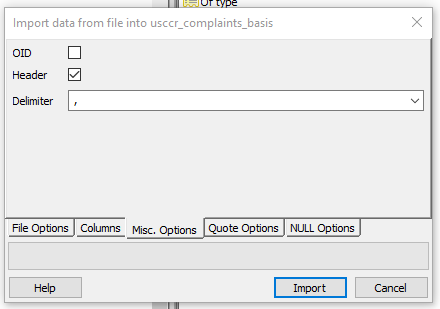 Of type
Import data from file into usccr_complaints_basis
OID
Header
Delimiter ,
File Options Columns Misc. Options Quote Options NULL Options
Help Import Cancel